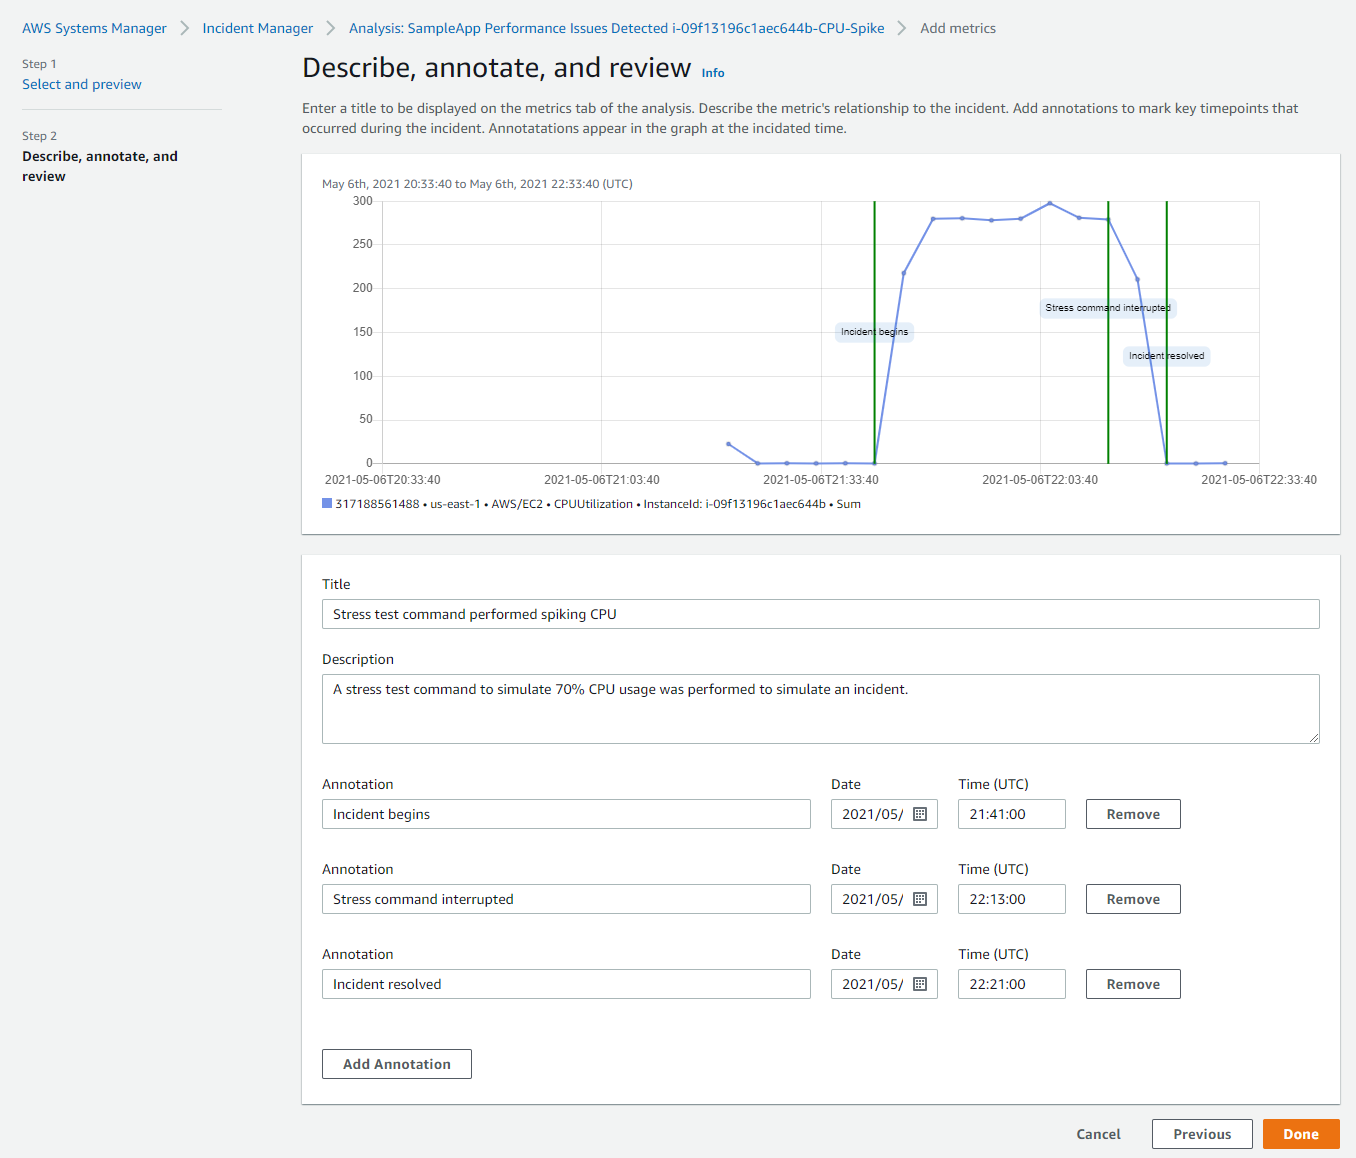 AWS Systems Manager > Incident Manager > Analysis: SampleApp Performance Issues Detected i-09f13196c1aec644b-CPU-Spike > Add metrics
Step 1
Select and preview
Step 2
Describe, annotate, and
review
Describe, annotate, and review Info
Enter a title to be displayed on the metrics tab of the analysis. Describe the metric's relationship to the incident. Add annotations to mark key timepoints that
occurred during the incident. Annotatations appear in the graph at the incidated time.
May 6th, 2021 20:33:40 to May 6th, 2021 22:33:40 (UTC)
300
250
200
Stress command interrupted
150
Incident begins
Incident resolved
100
50
0
2021-05-06T20:33:40 2021-05-06T21:03:40 2021-05-06T21:33:40 2021-05-06T22:03:40 2021-05-06T22:33:40
317188561488 • us-east-1 • AWS/EC2 • CPUUtilization • InstanceId: i-09f13196c1aec644b • Sum
Title
Stress test command performed spiking CPU
Description
A stress test command to simulate 70% CPU usage was performed to simulate an incident.
Annotation Date Time (UTC)
Incident begins 2021/05/ 21:41:00 Remove
Annotation Date Time (UTC)
Stress command interrupted 2021/05/ 22:13:00 Remove
Annotation Date Time (UTC)
Incident resolved 2021/05/ 22:21:00 Remove
Add Annotation
Cancel Previous Done